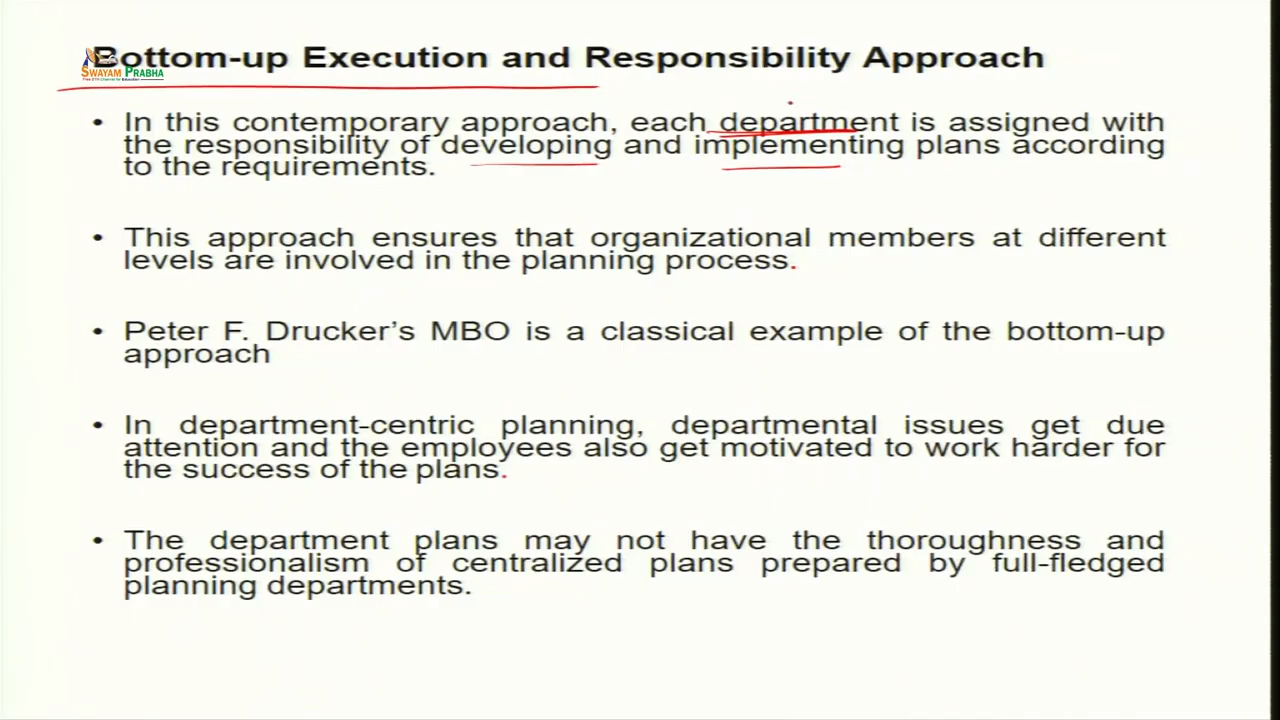 Bottom-up Execution and Responsibility Approach
SWAYAM PRABHA
• In this contemporary approach, each department is assigned with
the responsibility of developing and implementing plans according
to the requirements.
• This approach ensures that organizational members at different
levels are involved in the planning process.
• Peter F. Drucker’s MBO is a classical example of the bottom-up
approach
• In department-centric planning, departmental issues get due
attention and the employees also get motivated to work harder for
the success of the plans.
• The department plans may not have the thoroughness and
professionalism of centralized plans prepared by full-fledged
planning departments.